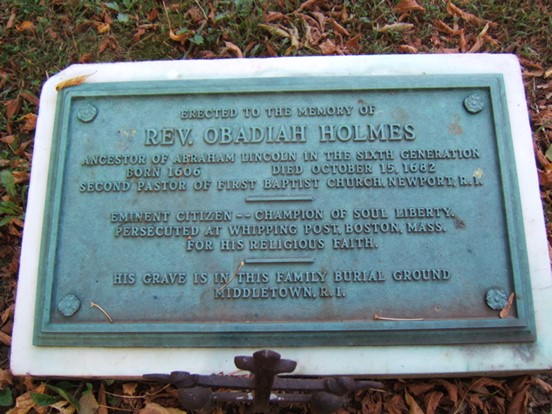 ERECTED TO THE MEMORY OF
REV. OBADIAH HOLMES
ANCESTOR OF ABRAHAM LINCOLN IN THE SIXTH GENERATION
BORN 1606 DIED OCTOBER 15, 1682
SECOND PASTOR OF FIRST BAPTIST CHURCH, NEWPORT, R.I.
EMINENT CITIZEN -- CHAMPION OF SOUL LIBERTY.
PERSECUTED AT WHIPPING POST, BOSTON, MASS.
FOR HIS RELIGIOUS FAITH.
HIS GRAVE IS IN THIS FAMILY BURIAL GROUND
MIDDLETOWN, R.I.